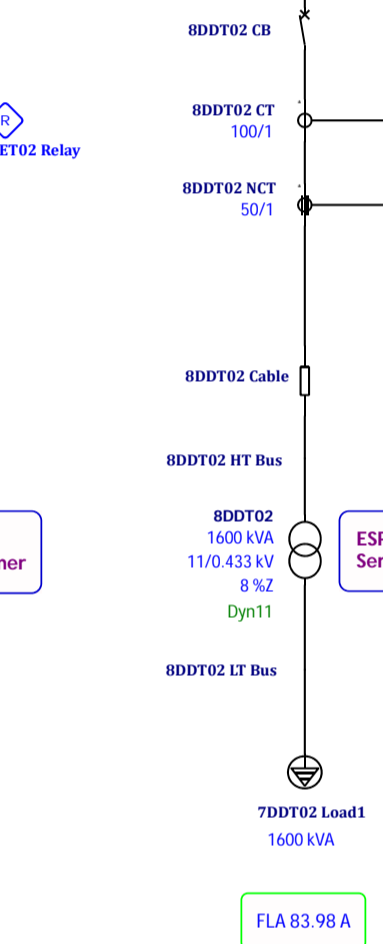 8DDT02 CB
8DDT02 CT
100/1
R
ET02 Relay
8DDT02 NCT
50/1
8DDT02 Cable
8DDT02 HT Bus
8DDT02
1600 kVA
11/0.433 kV
8 %Z
Dyn11
ner
ESP
Ser
8DDT02 LT Bus
7DDT02 Load1
1600 kVA
FLA 83.98 A